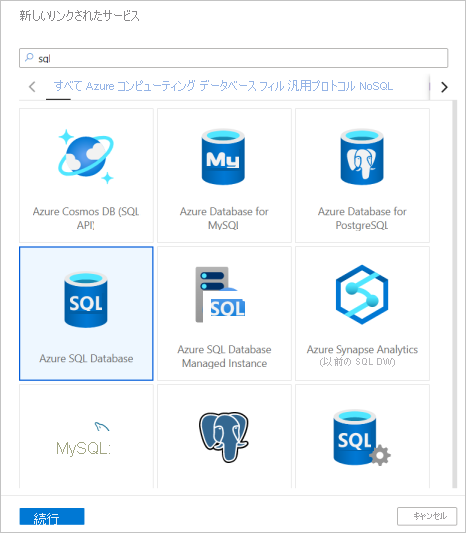 新しいリンクされたサービス
sql
すべて Azure コンピューティング データベース フィル 汎用プロトコル NoSQL
My
Azure Cosmos DB (SQL
API)
Azure Database for
MySQl
Azure Database for
PostgreSQL
SQL
SQL
Azure SQL Database
Azure SQL Database
Managed Instance
Azure Synapse Analytics
(以前の SQL DW)
MySQL:
SQL
続行
キャンセル